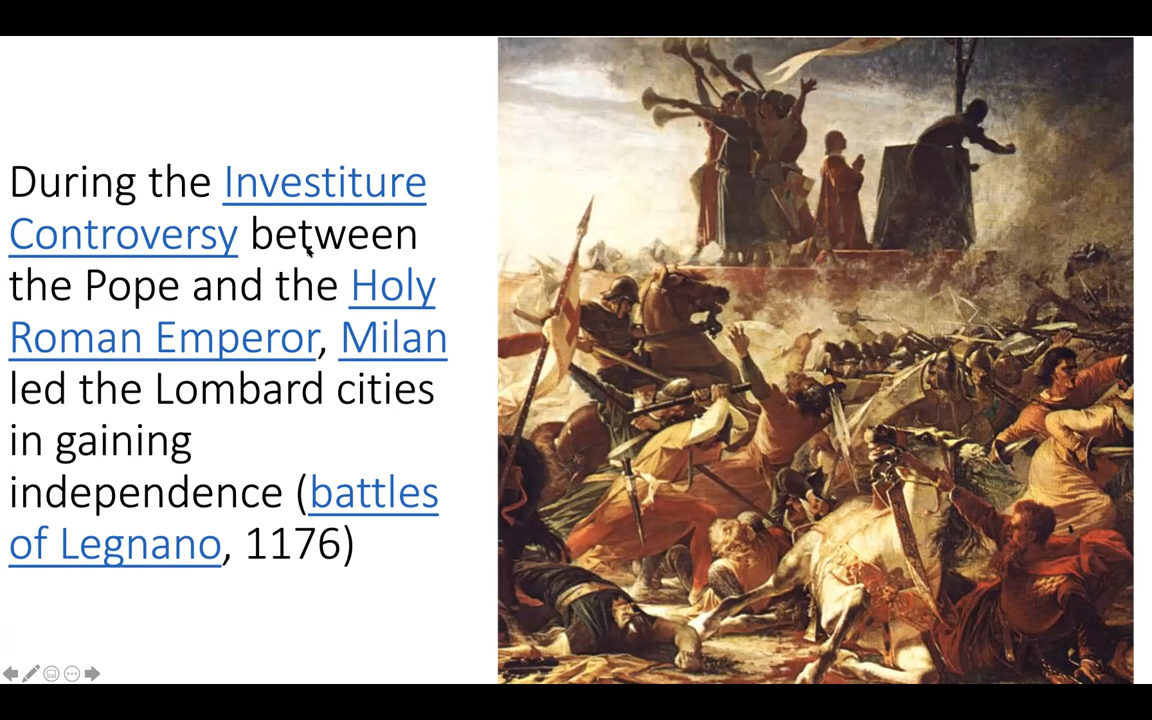 During the Investiture
Controversy between
the Pope and the Holy
Roman Emperor, Milan
led the Lombard cities
in gaining
independence (battles
of Legnano, 1176)